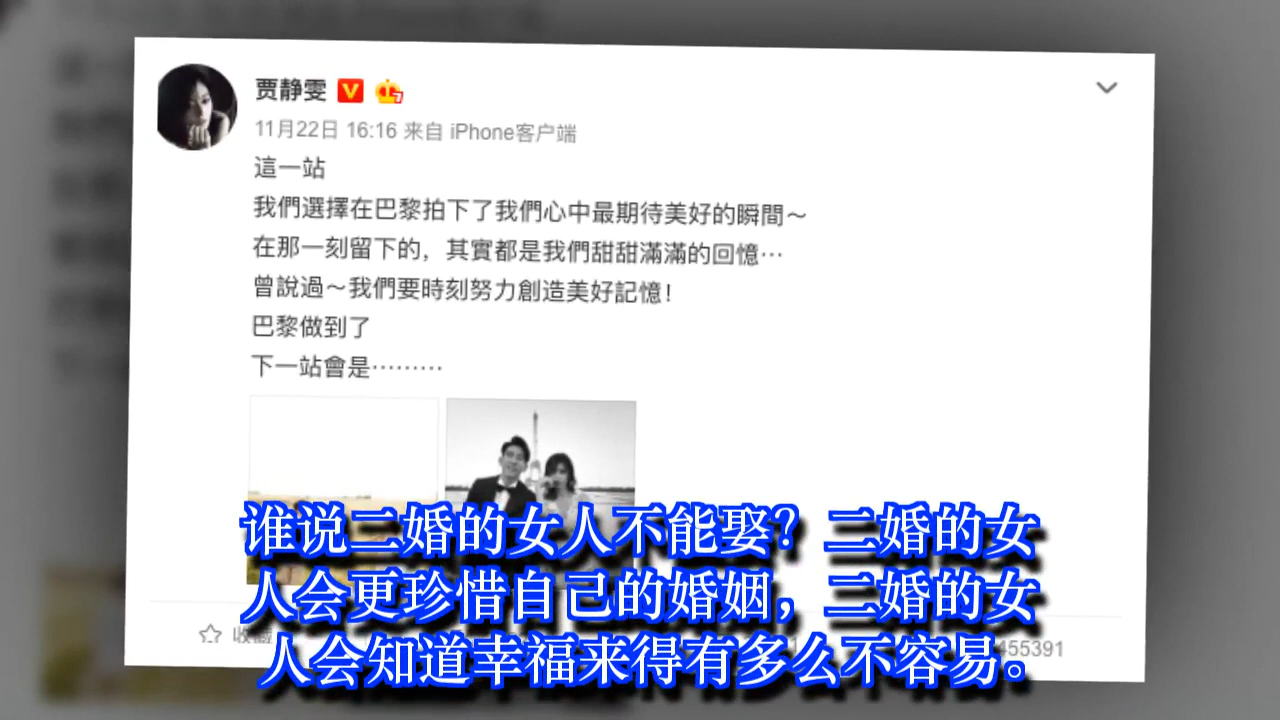 贾静雯
11月22日 16:16 来自 iPhone客户端
這一站
我們選擇在巴黎拍下了我們心中最期待美好的瞬間～
在那一刻留下的，其實都是我們甜甜滿滿的回憶…
曾說過～我們要時刻努力創造美好記憶！
巴黎做到了
下一站會是………
谁说二婚的女人不能娶？二婚的女
人会更珍惜自己的婚姻，二婚的女
人会知道幸福来得有多么不容易。
收藏
455391